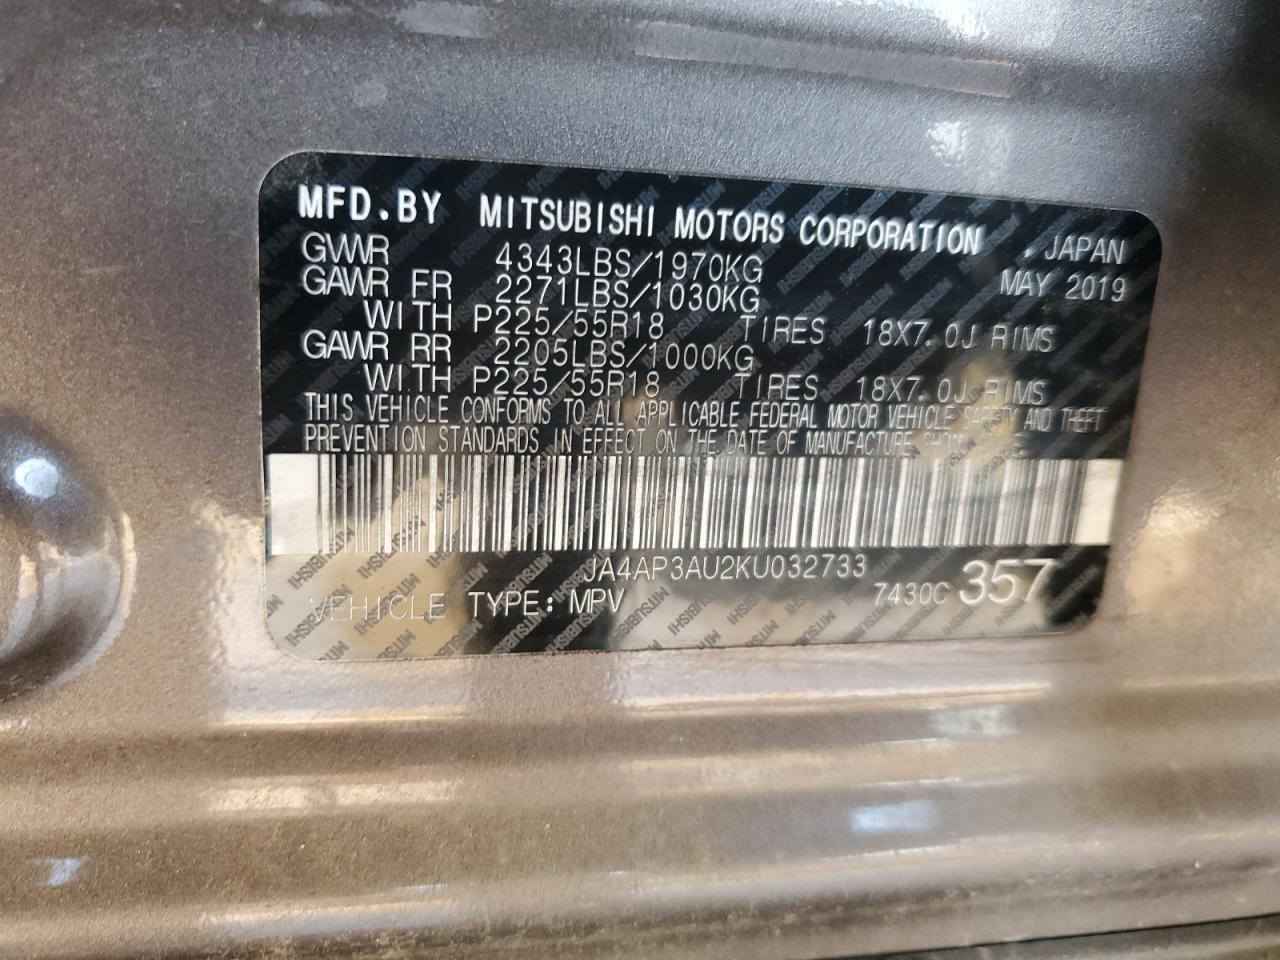 MFD.BY MITSUBISHI MOTORS CORPORATION , JAPAN
GVWR 4343LBS/1970KG MAY 2019
GAWR FR 2271LBS/1030KG
WITH P225/55R18 TIRES 18X7.0J RIMS
GAWR RR 2205LBS/1000KG
WITH P225/55R18 TIRES 18X7.0J RIMS
THIS VEHICLE CONFORMS TO ALL APPLICABLE FEDERAL MOTOR VEHICLE SAFETY AND THEFT
PREVENTION STANDARDS IN EFFECT ON THE DATE OF MANUFACTURE SHOWN
JA4AP3AU2KU032733
VEHICLE TYPE: MPV 7430C 357